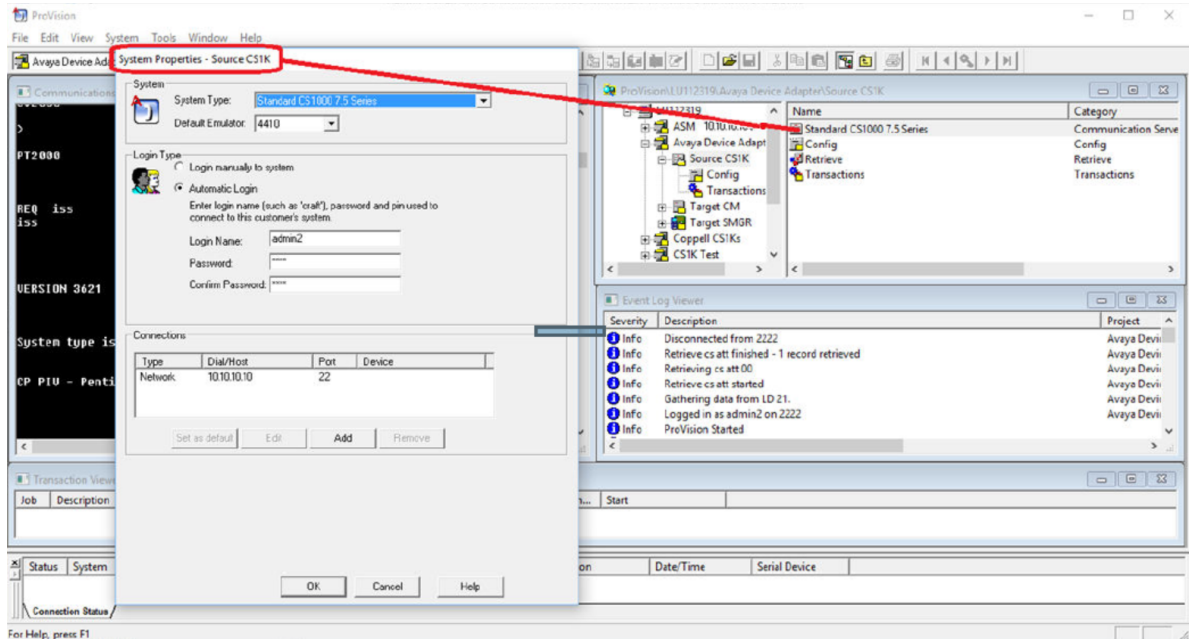 ProVision
File Edit View System Tools Window Help
Avaya Device Ada
System Properties - Source CS1K
System
System Type: Standard CS1000 7.5 Series
Default Emulator: 4410
Login Type
Login manually to system
Automatic Login
Enter login name (such as 'craft'), password and pin used to
connect to this customer's system.
Login Name: admin2
Password: ****
Confirm Password: ****
Connections
Type Dial/Host Port Device
Network 10.10.10.10 22
Set as default Edit Add Remove
OK Cancel Help
Communications
>
PT2000
REQ iss
iss
VERSION 3621
System type is
CP PIU - Penti
ProVision\LU112319\Avaya Device Adapter\Source CS1K
LU112319
ASM
Avaya Device Adapt
Source CS1K
Config
Transactions
Target CM
Target SMGR
Coppell CS1Ks
CS1K Test
Name Category
Standard CS1000 7.5 Series Communication Serve
Config Config
Retrieve Retrieve
Transactions Transactions
Event Log Viewer
Severity Description Project
Info Disconnected from 2222 Avaya Devi
Info Retrieve cs att finished - 1 record retrieved Avaya Devi
Info Retrieving cs att 00 Avaya Devi
Info Retrieve cs att started Avaya Devi
Info Gathering data from LD 21. Avaya Devi
Info Logged in as admin2 on 2222 Avaya Devi
Info ProVision Started
Transaction View
Job Description Start
Status System on Date/Time Serial Device
Connection Status
For Help, press F1